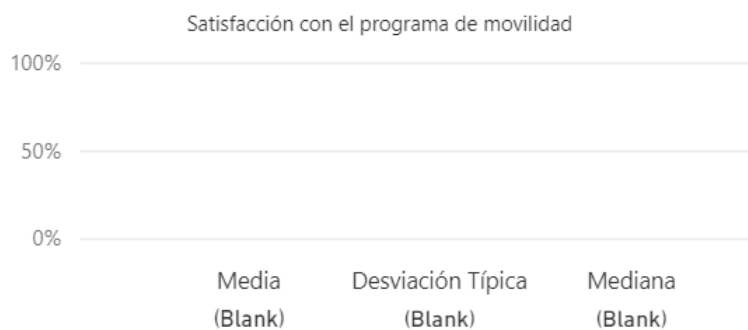 Satisfacción con el programa de movilidad
100%
50%
0%
Media Desviación Típica Mediana
(Blank) (Blank) (Blank)